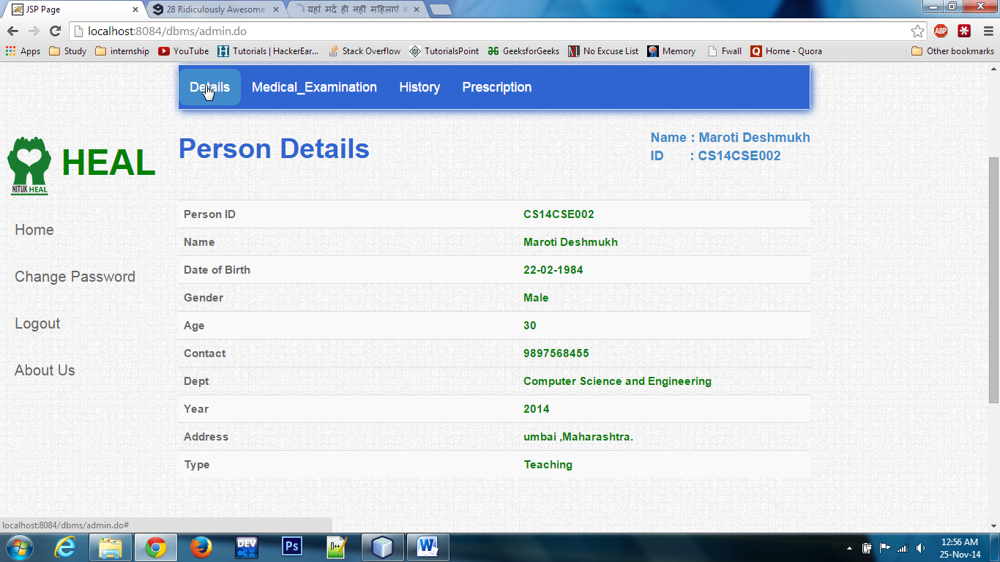 JSP Page
28 Ridiculously Awesome
यहां मर्द ही नहीं महिलाएं
localhost:8084/dbms/admin.do
ABP
Apps Study internship YouTube Tutorials | HackerEar... Stack Overflow TutorialsPoint GeeksforGeeks No Excuse List Memory Fwall Home - Quora Other bookmarks
Details Medical_Examination History Prescription
NITUK HEAL
HEAL
Home
Change Password
Logout
About Us
Person Details
Name : Maroti Deshmukh
ID : CS14CSE002
Person ID CS14CSE002
Name Maroti Deshmukh
Date of Birth 22-02-1984
Gender Male
Age 30
Contact 9897568455
Dept Computer Science and Engineering
Year 2014
Address umbai ,Maharashtra.
Type Teaching
localhost:8084/dbms/admin.do#
DEV
C++
Ps
W
12:56 AM
25-Nov-14